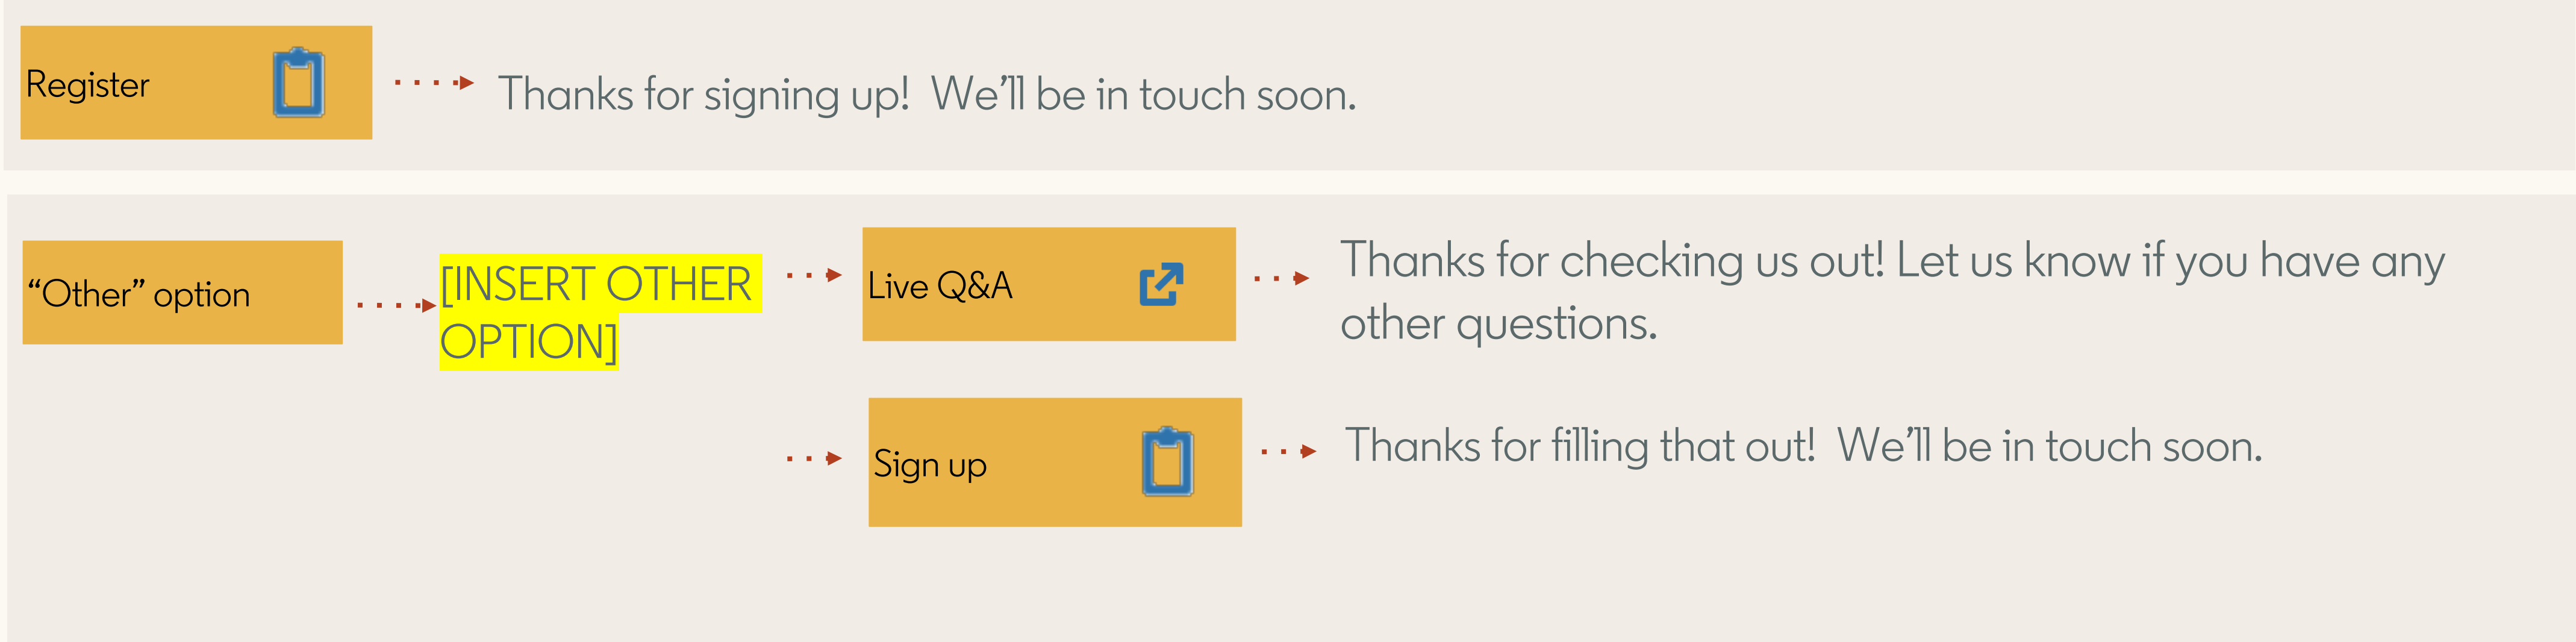 Register
Thanks for signing up!  We'll be in touch soon.
“Other” option
[INSERT OTHER
OPTION]
Live Q&A
Thanks for checking us out! Let us know if you have any
other questions.
Sign up
Thanks for filling that out!  We'll be in touch soon.